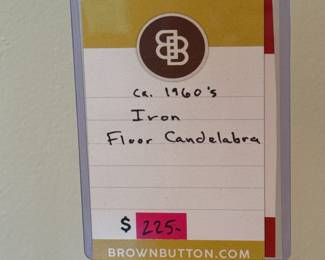 BB
ca. 1960's
Iron
Floor Candelabra
$ 225-
BROWNBUTTON.COM